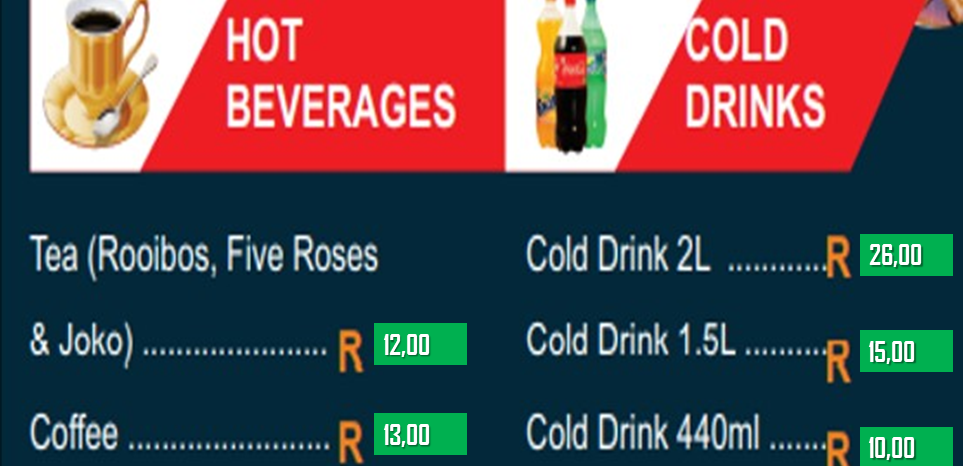 HOT
BEVERAGES
Tea (Rooibos, Five Roses
& Joko) ...................... R 12,00
Coffee ........................ R 13,00
COLD
DRINKS
Cold Drink 2L ............R 26,00
Cold Drink 1.5L ..........R 15,00
Cold Drink 440ml .......R 10,00